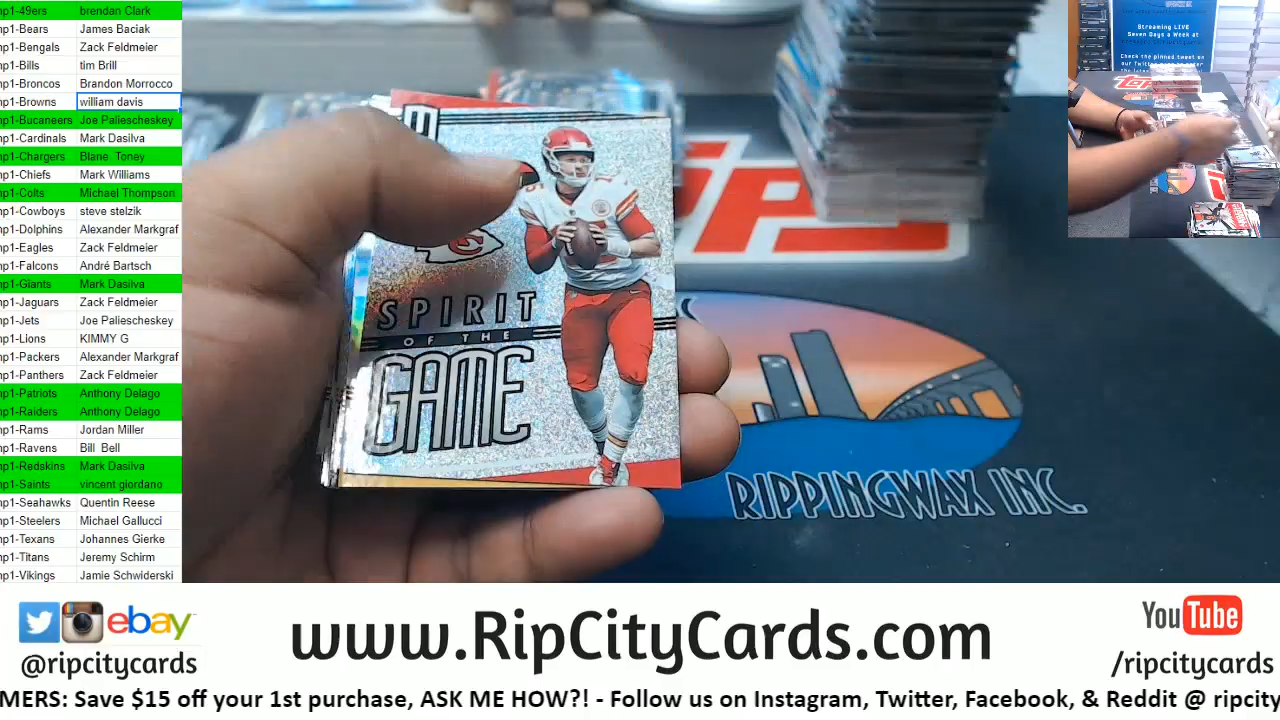 np1-49ers brendan Clark
np1-Bears James Baciak
np1-Bengals Zack Feldmeier
np1-Bills tim Brill
np1-Broncos Brandon Morrocco
np1-Browns william davis
np1-Bucaneers Joe Paliescheskey
np1-Cardinals Mark Dasilva
np1-Chargers Blane Toney
np1-Chiefs Mark Williams
np1-Colts Michael Thompson
np1-Cowboys steve stelzik
np1-Dolphins Alexander Markgraf
np1-Eagles Zack Feldmeier
np1-Falcons André Bartsch
np1-Giants Mark Dasilva
np1-Jaguars Zack Feldmeier
np1-Jets Joe Paliescheskey
np1-Lions KIMMY G
np1-Packers Alexander Markgraf
np1-Panthers Zack Feldmeier
np1-Patriots Anthony Delago
np1-Raiders Anthony Delago
np1-Rams Jordan Miller
np1-Ravens Bill Bell
np1-Redskins Mark Dasilva
np1-Saints vincent giordano
np1-Seahawks Quentin Reese
np1-Steelers Michael Gallucci
np1-Texans Johannes Gierke
np1-Titans Jeremy Schirm
np1-Vikings Jamie Schwiderski
SPIRIT
OF THE
GAME
RIPPINGWAX INC.
Streaming LIVE
Seven Days a Week at
Check the pinned tweet on
our Twitter
ebay
@ripcitycards
www.RipCityCards.com
YouTube
/ripcitycards
MERS: Save $15 off your 1st purchase, ASK ME HOW?! - Follow us on Instagram, Twitter, Facebook, & Reddit @ ripcity